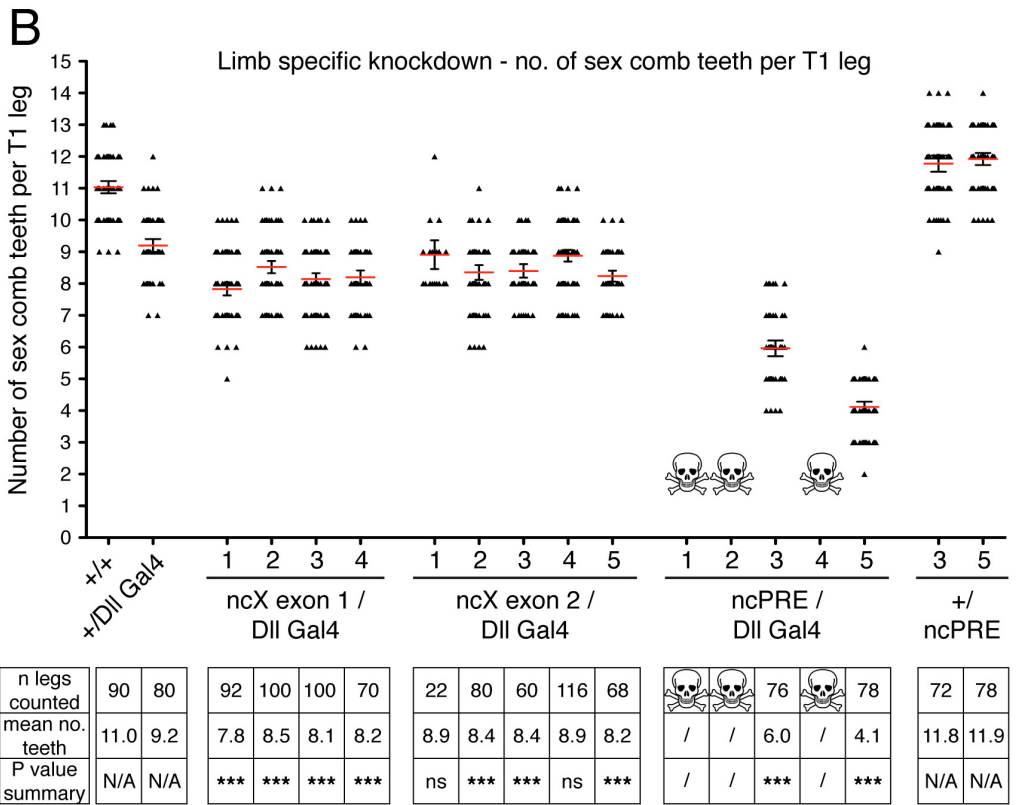 B
Limb specific knockdown - no. of sex comb teeth per T1 leg
Number of sex comb teeth per T1 leg
15
14
13
12
11
10
9
8
7
6
5
4
3
2
1
0
+/+
+/Dll Gal4
1 2 3 4
1 2 3 4 5
1 2 3 4 5
3 5
ncX exon 1 /
Dll Gal4
ncX exon 2 /
Dll Gal4
ncPRE /
Dll Gal4
+/
ncPRE
n legs
counted
90 80 92 100 100 70 22 80 60 116 68 76 78 72 78
mean no.
teeth
11.0 9.2 7.8 8.5 8.1 8.2 8.9 8.4 8.4 8.9 8.2 / / 6.0 / 4.1 11.8 11.9
P value
summary
N/A N/A *** *** *** *** ns *** *** ns *** / / *** / *** N/A N/A